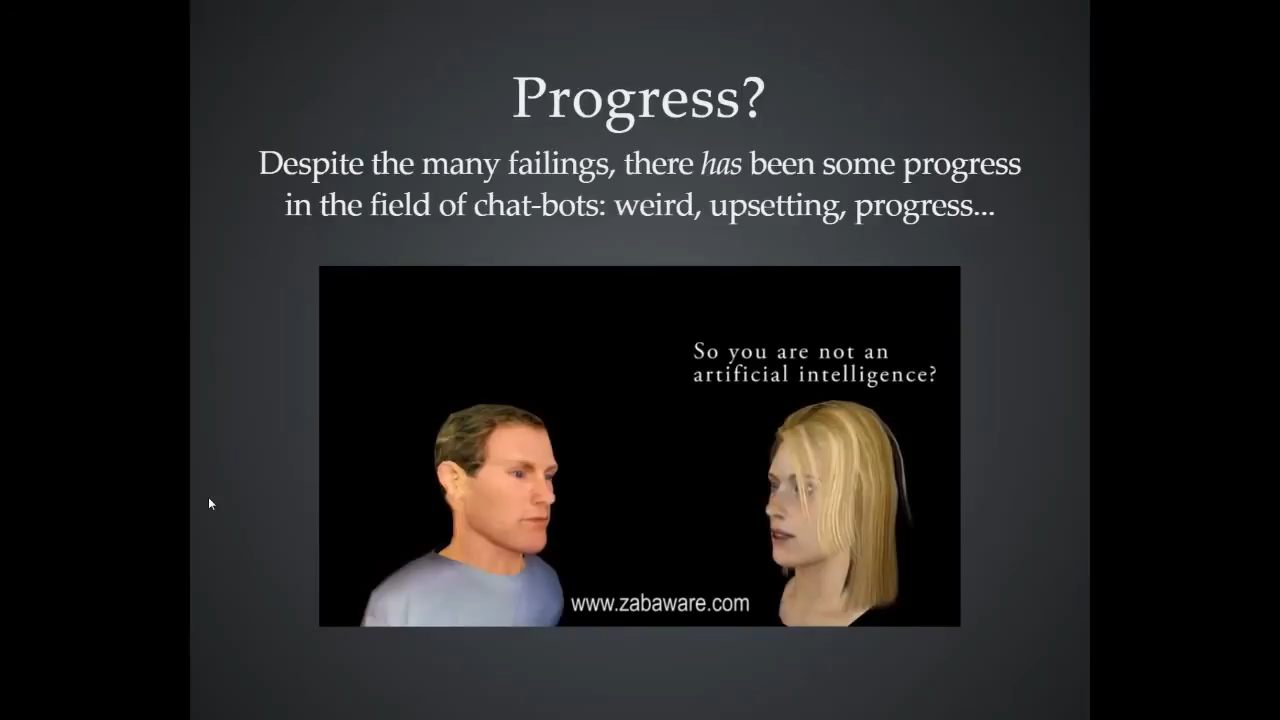 Progress?
Despite the many failings, there has been some progress
in the field of chat-bots: weird, upsetting, progress...
So you are not an
artificial intelligence?
www.zabaware.com